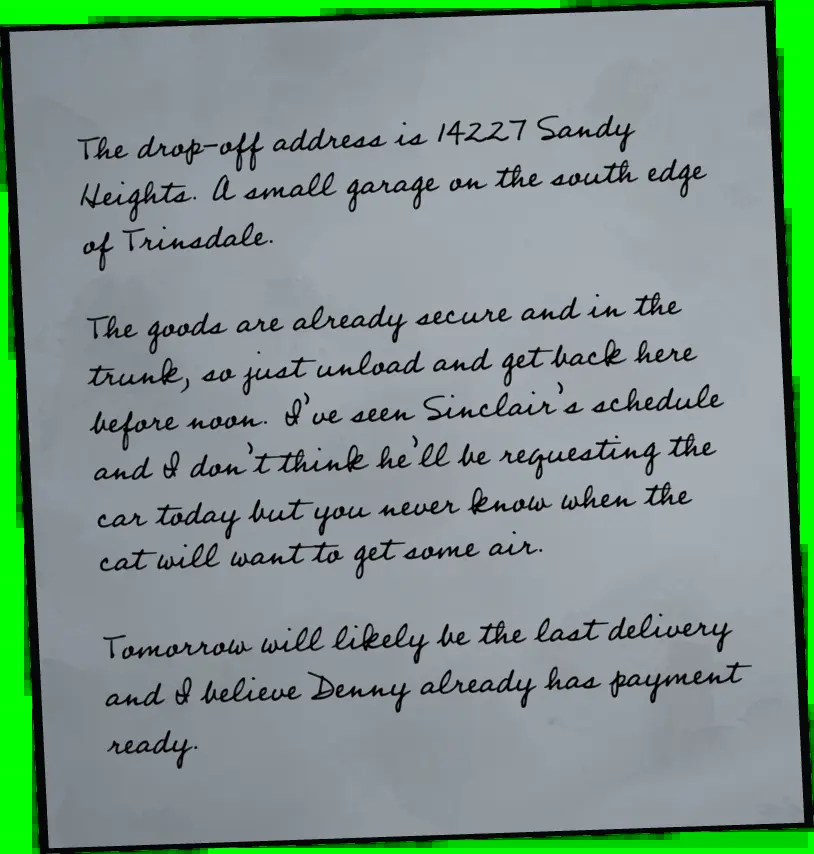 The drop-off address is 14227 Sandy
Heights. A small garage on the south edge
of Trinsdale.
The goods are already secure and in the
trunk, so just unload and get back here
before noon. I've seen Sinclair's schedule
and I don't think he'll be requesting the
car today but you never know when the
cat will want to get some air.
Tomorrow will likely be the last delivery
and I believe Denny already has payment
ready.